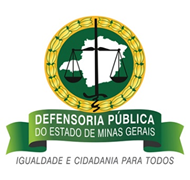 DEFENSORIA PÚBLICA
DO ESTADO DE MINAS GERAIS
IGUALDADE E CIDADANIA PARA TODOS